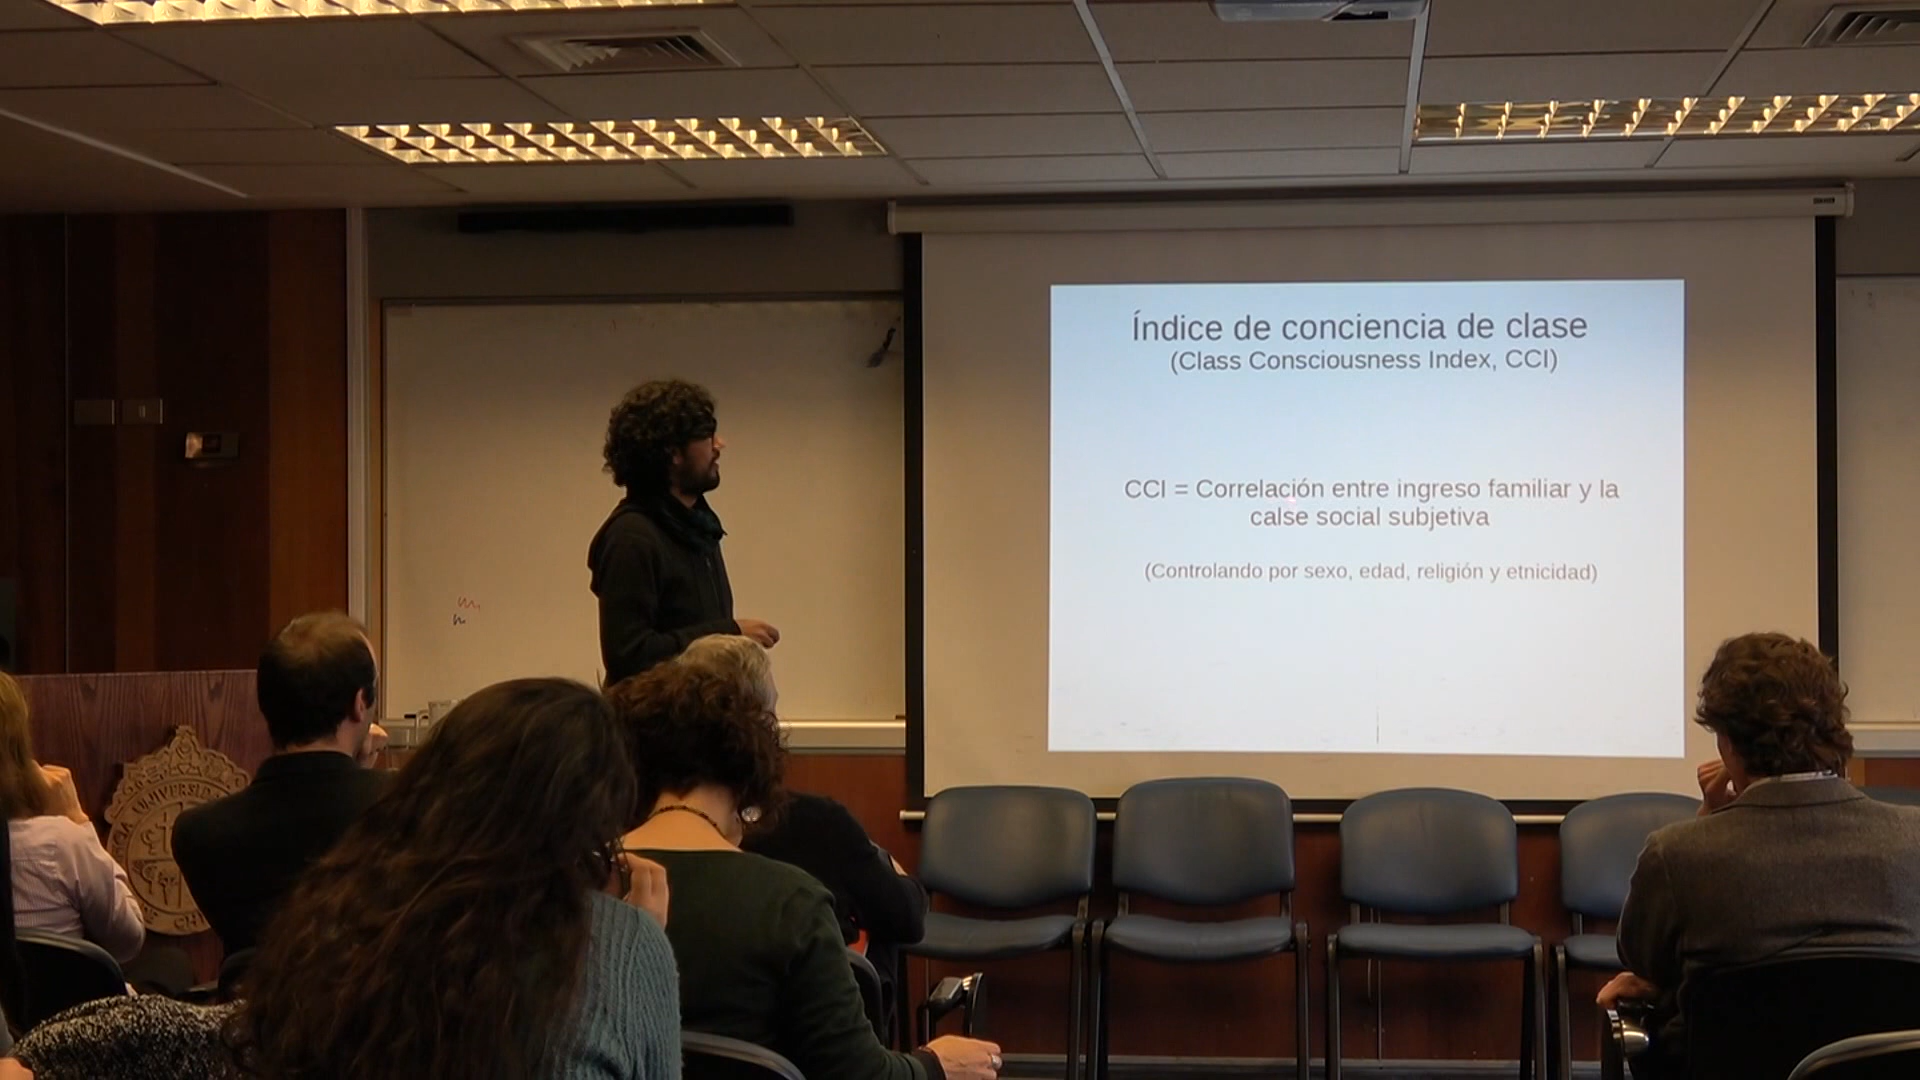 Índice de conciencia de clase
(Class Consciousness Index, CCI)
CCI = Correlación entre ingreso familiar y la
calse social subjetiva
(Controlando por sexo, edad, religión y etnicidad)